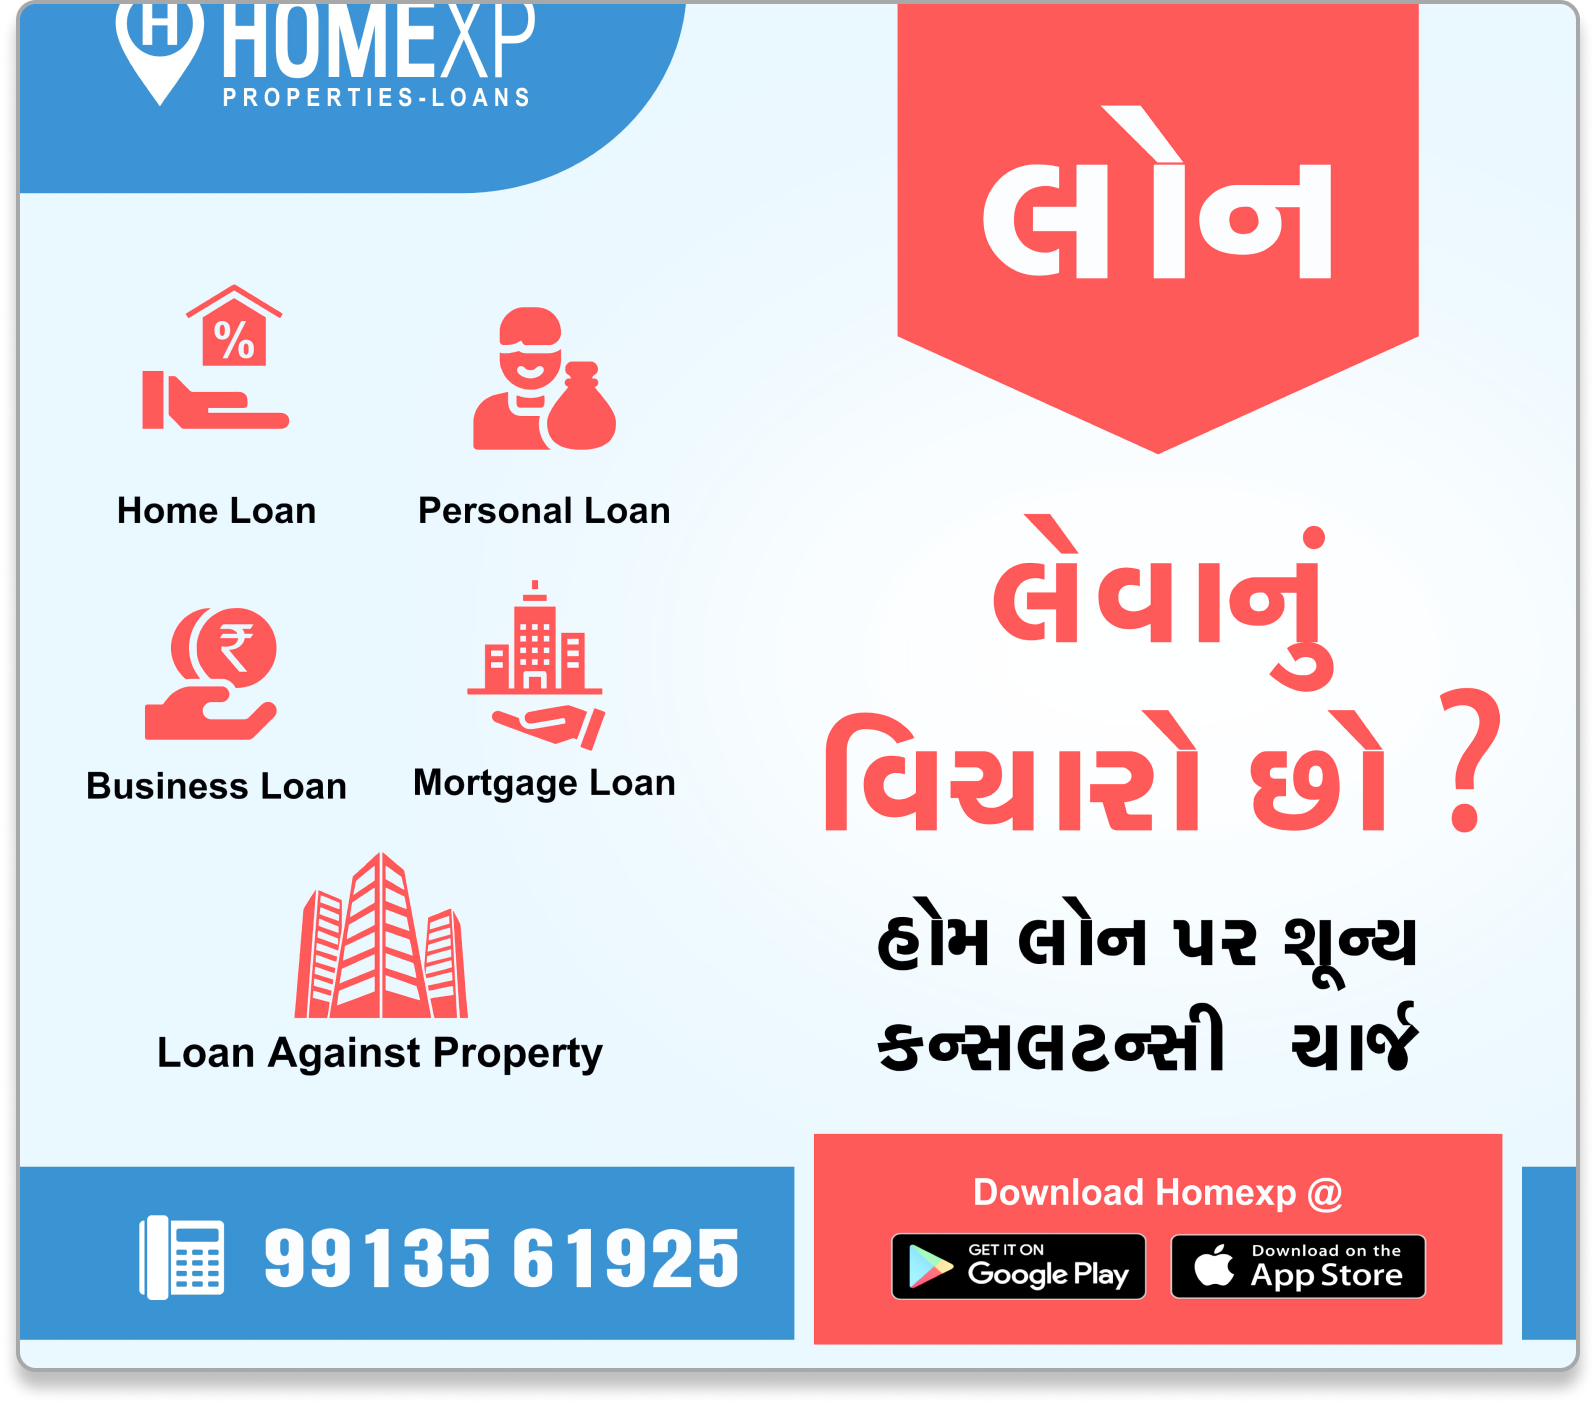 H HOMEXP
PROPERTIES-LOANS
લોન
%
Home Loan
Personal Loan
લેવાનું
વિચારો છો ?
₹
Business Loan
Mortgage Loan
હોમ લોન પર શૂન્ય
કન્સલટન્સી ચાર્જ
Loan Against Property
99135 61925
Download Homexp @
GET IT ON
Google Play
Download on the
App Store